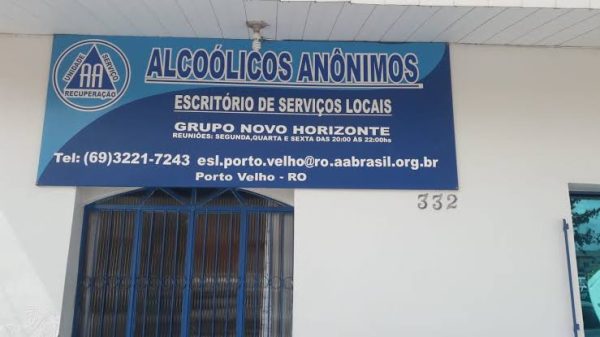 UNIDADE SERVIÇO
AA
RECUPERAÇÃO
ALCOÓLICOS ANÔNIMOS
ESCRITÓRIO DE SERVIÇOS LOCAIS
GRUPO NOVO HORIZONTE
REUNIÕES: SEGUNDA,QUARTA E SEXTA DAS 20:00 ÀS 22:00hs
Tel: (69)3221-7243 esl.porto.velho@ro.aabrasil.org.br
Porto Velho - RO
332